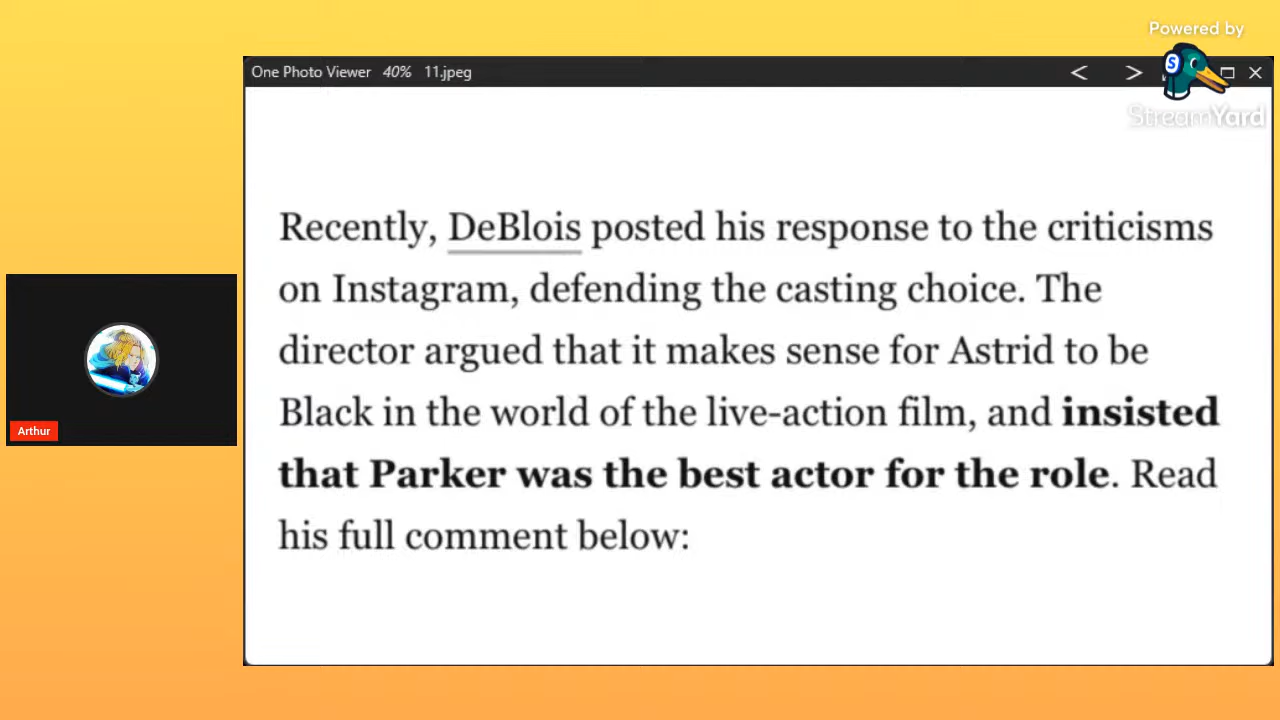 Powered by
One Photo Viewer 40% 11.jpeg
StreamYard
Recently, DeBlois posted his response to the criticisms
on Instagram, defending the casting choice. The
director argued that it makes sense for Astrid to be
Black in the world of the live-action film, and insisted
that Parker was the best actor for the role. Read
his full comment below:
Arthur